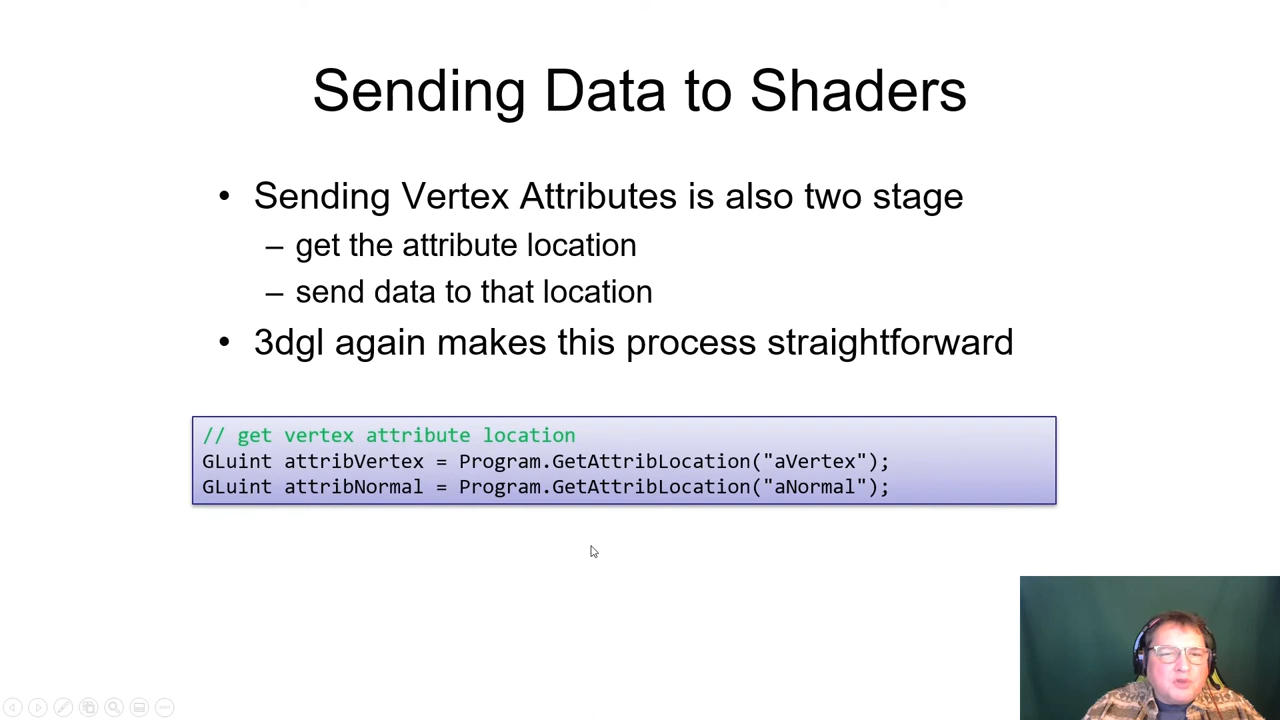 Sending Data to Shaders
• Sending Vertex Attributes is also two stage
– get the attribute location
– send data to that location
• 3dgl again makes this process straightforward
// get vertex attribute location
GLuint attribVertex = Program.GetAttribLocation("aVertex");
GLuint attribNormal = Program.GetAttribLocation("aNormal");